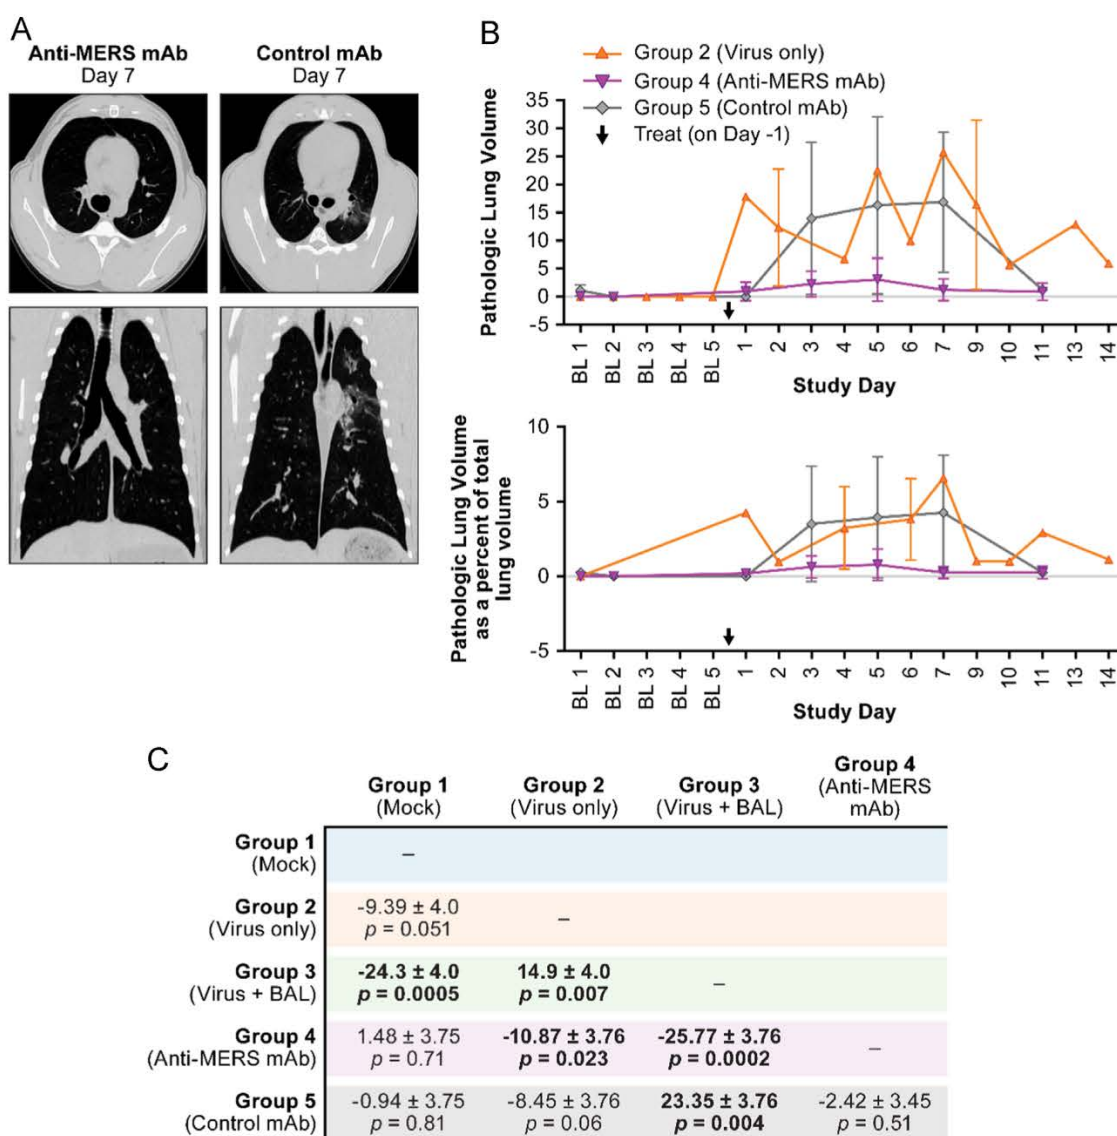 A
Anti-MERS mAb
Day 7
Control mAb
Day 7
B
Group 2 (Virus only)
Group 4 (Anti-MERS mAb)
Group 5 (Control mAb)
Treat (on Day -1)
Pathologic Lung Volume
35
30
25
20
15
10
5
0
-5
BL 1
BL 2
BL 3
BL 4
BL 5
1
2
3
4
5
6
7
9
10
11
13
14
Study Day
Pathologic Lung Volume
as a percent of total
lung volume
10
5
0
-5
BL 1
BL 2
BL 3
BL 4
BL 5
1
2
3
4
5
6
7
9
10
11
13
14
Study Day
C
Group 1
(Mock)
Group 2
(Virus only)
Group 3
(Virus + BAL)
Group 4
(Anti-MERS
mAb)
Group 1
(Mock)
–
Group 2
(Virus only)
-9.39 ± 4.0
p = 0.051
–
Group 3
(Virus + BAL)
-24.3 ± 4.0
p = 0.0005
14.9 ± 4.0
p = 0.007
–
Group 4
(Anti-MERS mAb)
1.48 ± 3.75
p = 0.71
-10.87 ± 3.76
p = 0.023
-25.77 ± 3.76
p = 0.0002
–
Group 5
(Control mAb)
-0.94 ± 3.75
p = 0.81
-8.45 ± 3.76
p = 0.06
23.35 ± 3.76
p = 0.004
-2.42 ± 3.45
p = 0.51